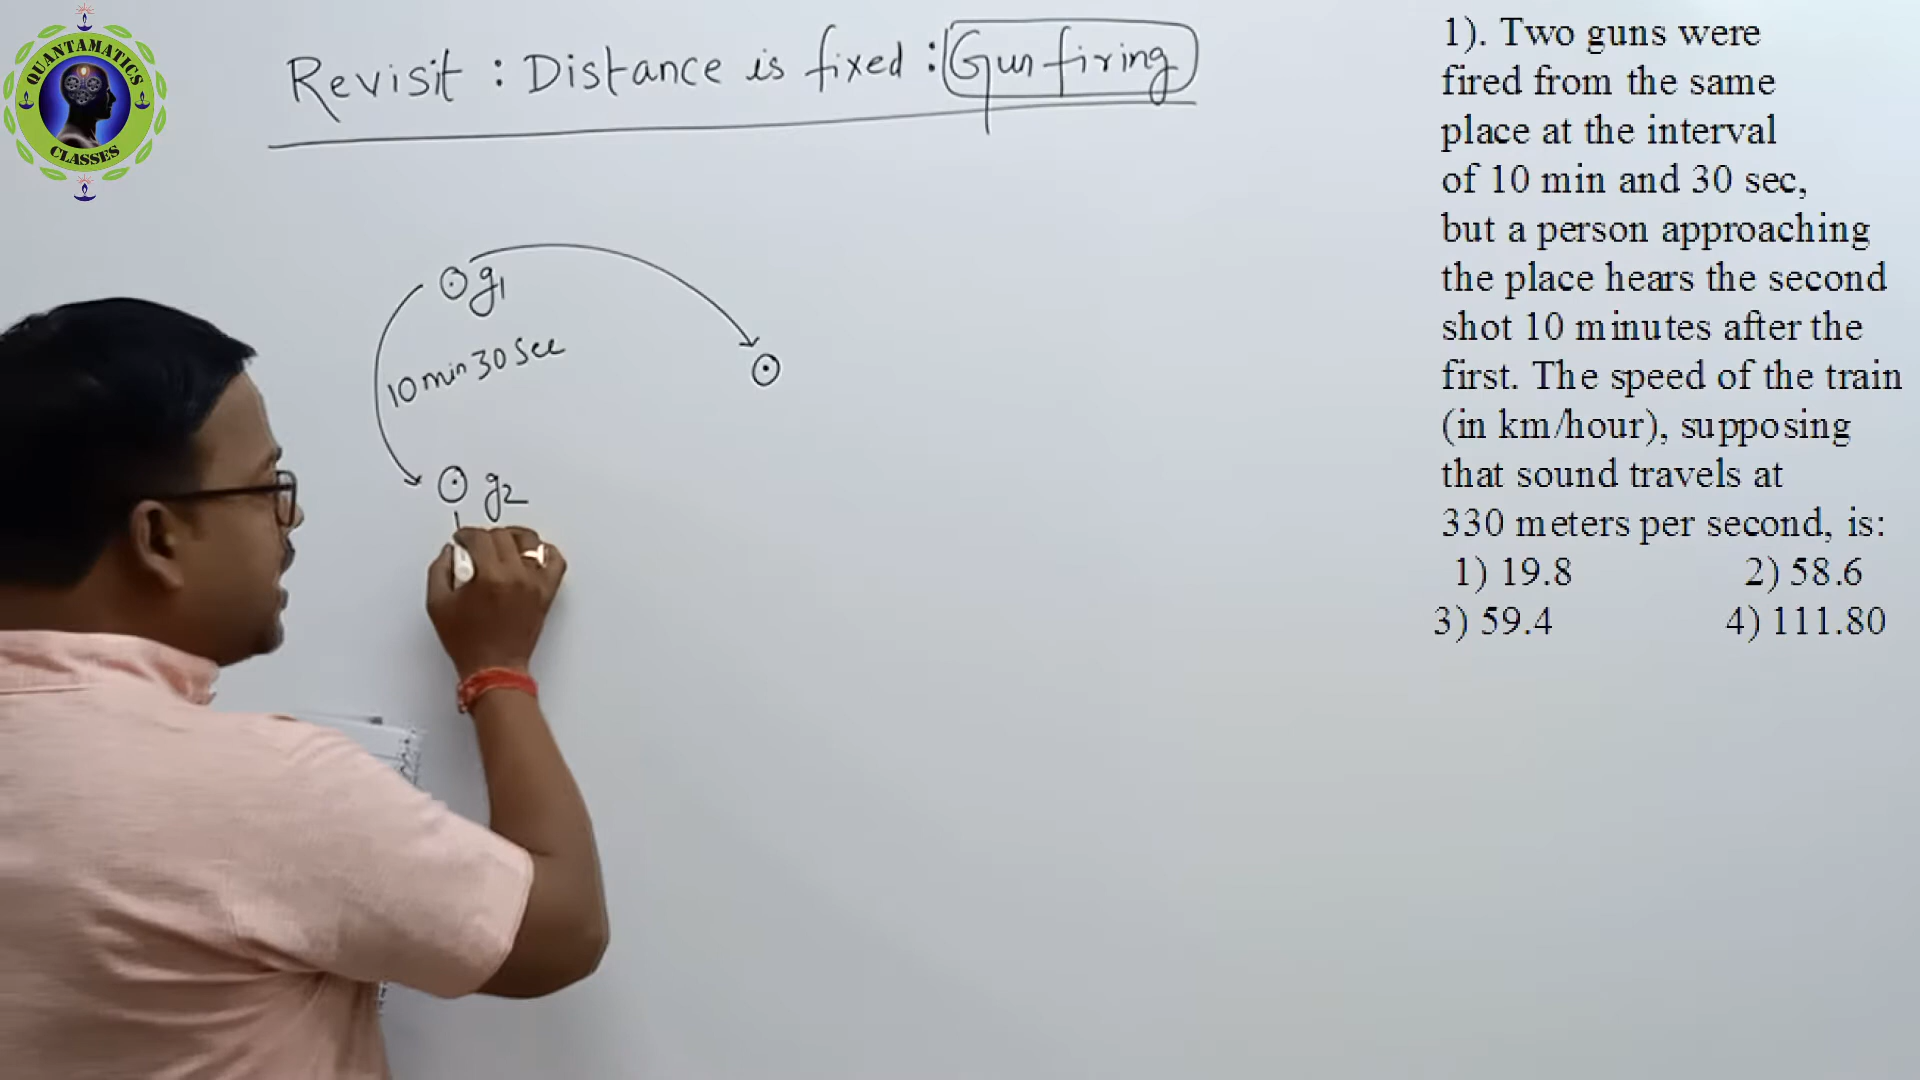 QUANTAMATICS
CLASSES
Revisit : Distance is fixed : Gun firing
g1
10 min 30 Sec
g2
1). Two guns were
fired from the same
place at the interval
of 10 min and 30 sec,
but a person approaching
the place hears the second
shot 10 minutes after the
first. The speed of the train
(in km/hour), supposing
that sound travels at
330 meters per second, is:
1) 19.8 2) 58.6
3) 59.4 4) 111.80